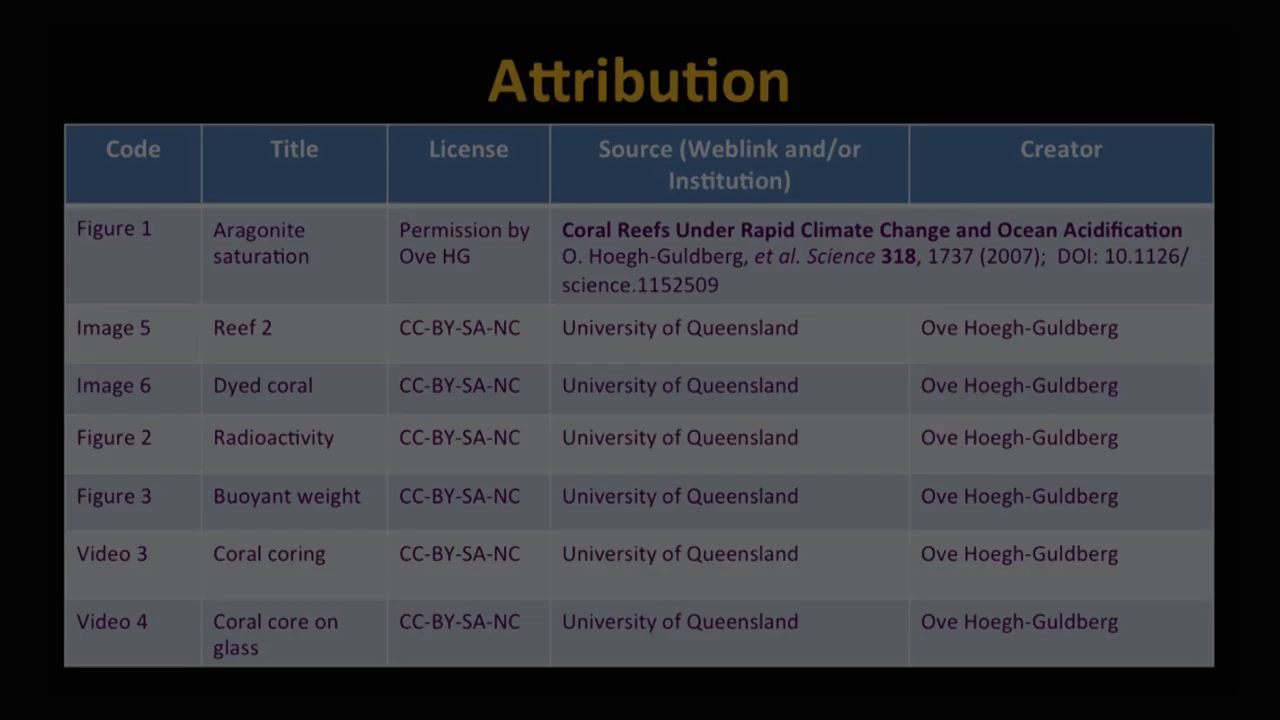 Attribution
Code Title License Source (Weblink and/or Institution) Creator
Figure 1 Aragonite saturation Permission by Ove HG Coral Reefs Under Rapid Climate Change and Ocean Acidification O. Hoegh-Guldberg, et al. Science 318, 1737 (2007); DOI: 10.1126/science.1152509
Image 5 Reef 2 CC-BY-SA-NC University of Queensland Ove Hoegh-Guldberg
Image 6 Dyed coral CC-BY-SA-NC University of Queensland Ove Hoegh-Guldberg
Figure 2 Radioactivity CC-BY-SA-NC University of Queensland Ove Hoegh-Guldberg
Figure 3 Buoyant weight CC-BY-SA-NC University of Queensland Ove Hoegh-Guldberg
Video 3 Coral coring CC-BY-SA-NC University of Queensland Ove Hoegh-Guldberg
Video 4 Coral core on glass CC-BY-SA-NC University of Queensland Ove Hoegh-Guldberg